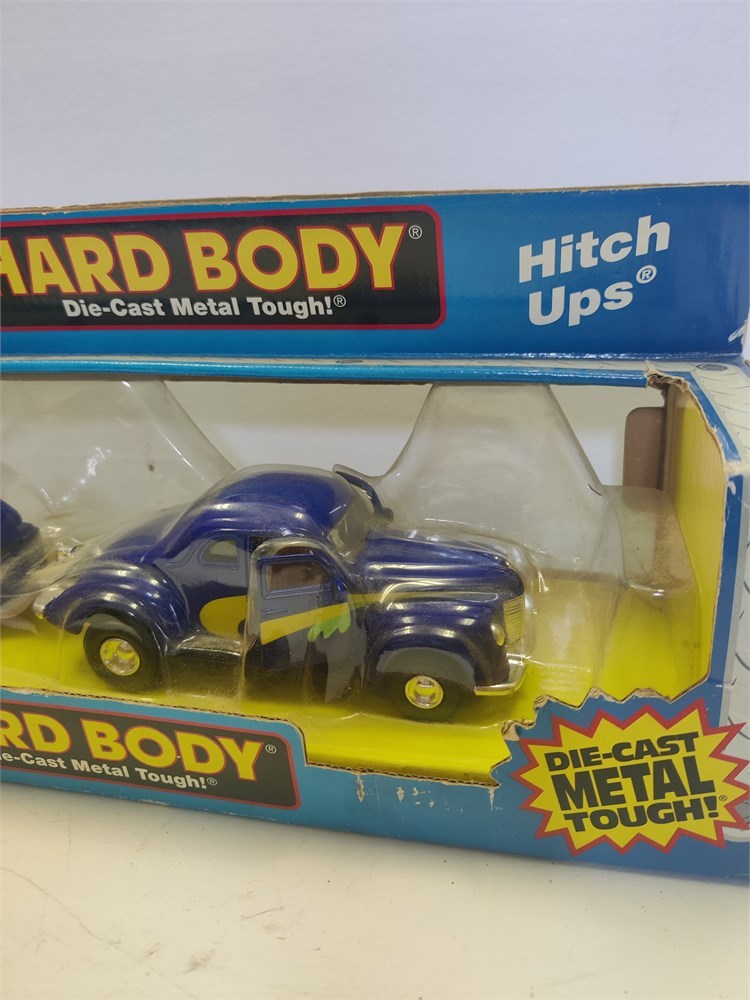 HARD BODY®
Die-Cast Metal Tough!®
Hitch
Ups®
RD BODY®
e-Cast Metal Tough!®
DIE-CAST
METAL
TOUGH!®